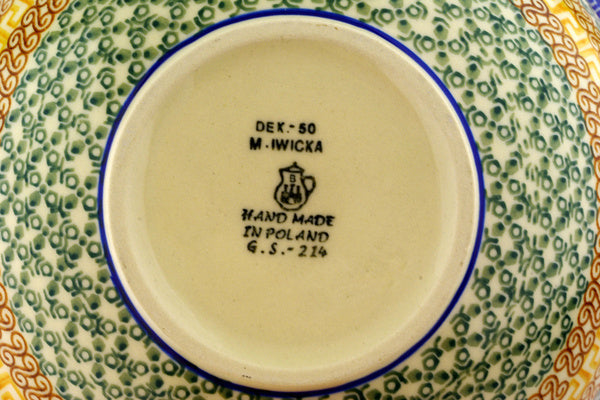 DEK.-50
M.IWICKA
HAND MADE
IN POLAND
G.S.-214